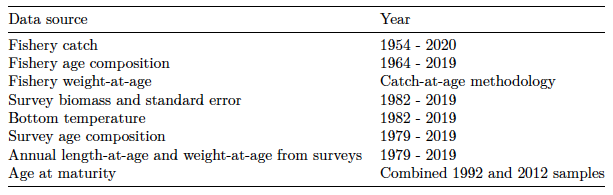 Data source Year
Fishery catch 1954 - 2020
Fishery age composition 1964 - 2019
Fishery weight-at-age Catch-at-age methodology
Survey biomass and standard error 1982 - 2019
Bottom temperature 1982 - 2019
Survey age composition 1979 - 2019
Annual length-at-age and weight-at-age from surveys 1979 - 2019
Age at maturity Combined 1992 and 2012 samples